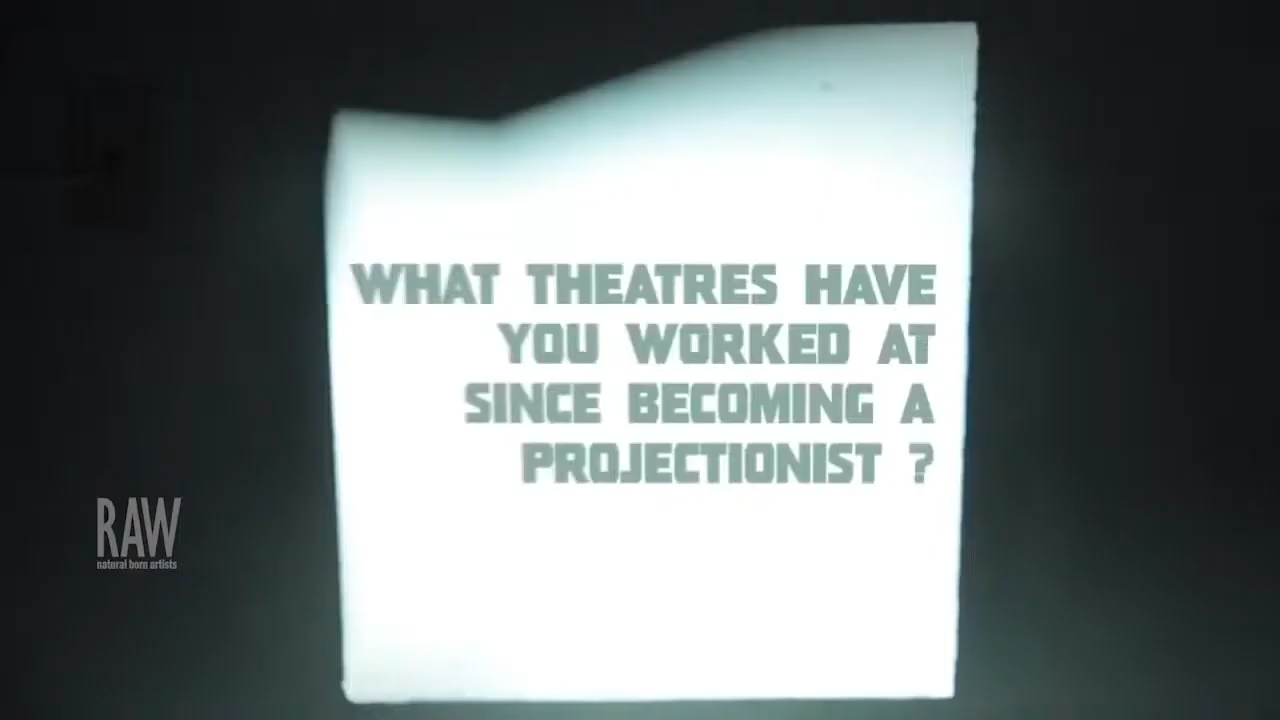 WHAT THEATRES HAVE
YOU WORKED AT
SINCE BECOMING A
PROJECTIONIST ?
RAW
natural born artists